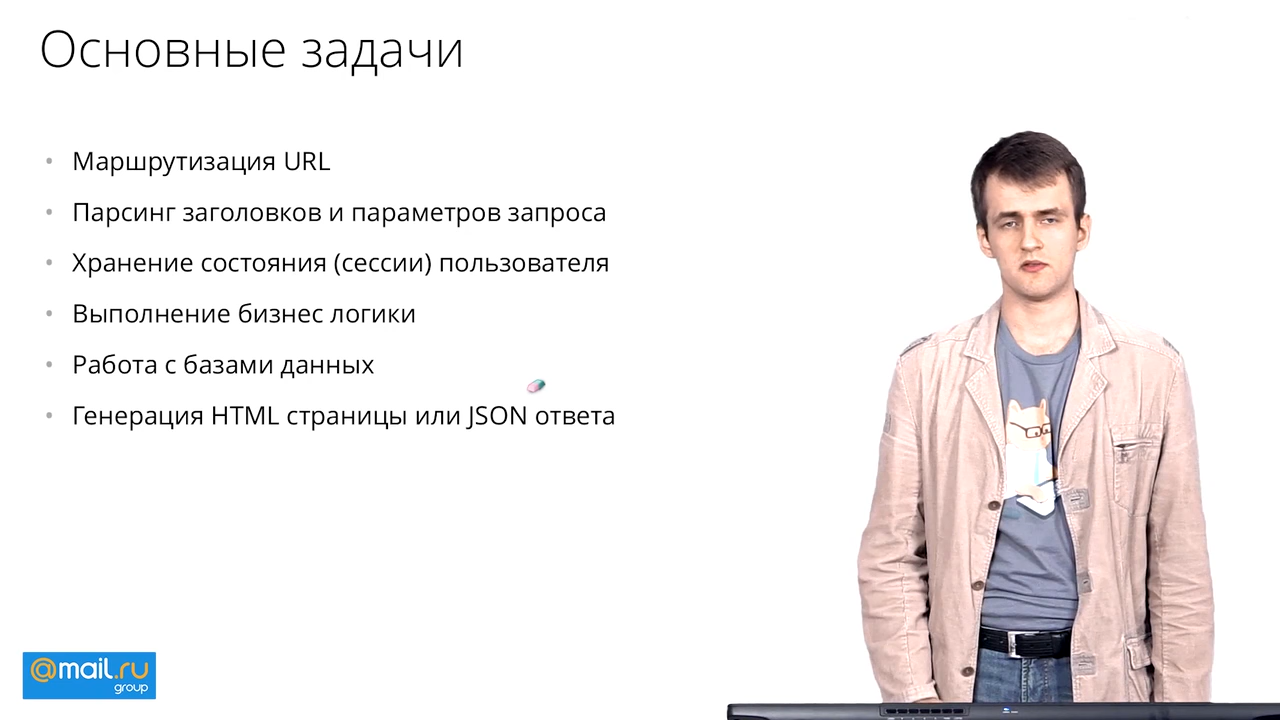 Основные задачи
Маршрутизация URL
Парсинг заголовков и параметров запроса
Хранение состояния (сессии) пользователя
Выполнение бизнес логики
Работа с базами данных
Генерация HTML страницы или JSON ответа
@mail.ru
group